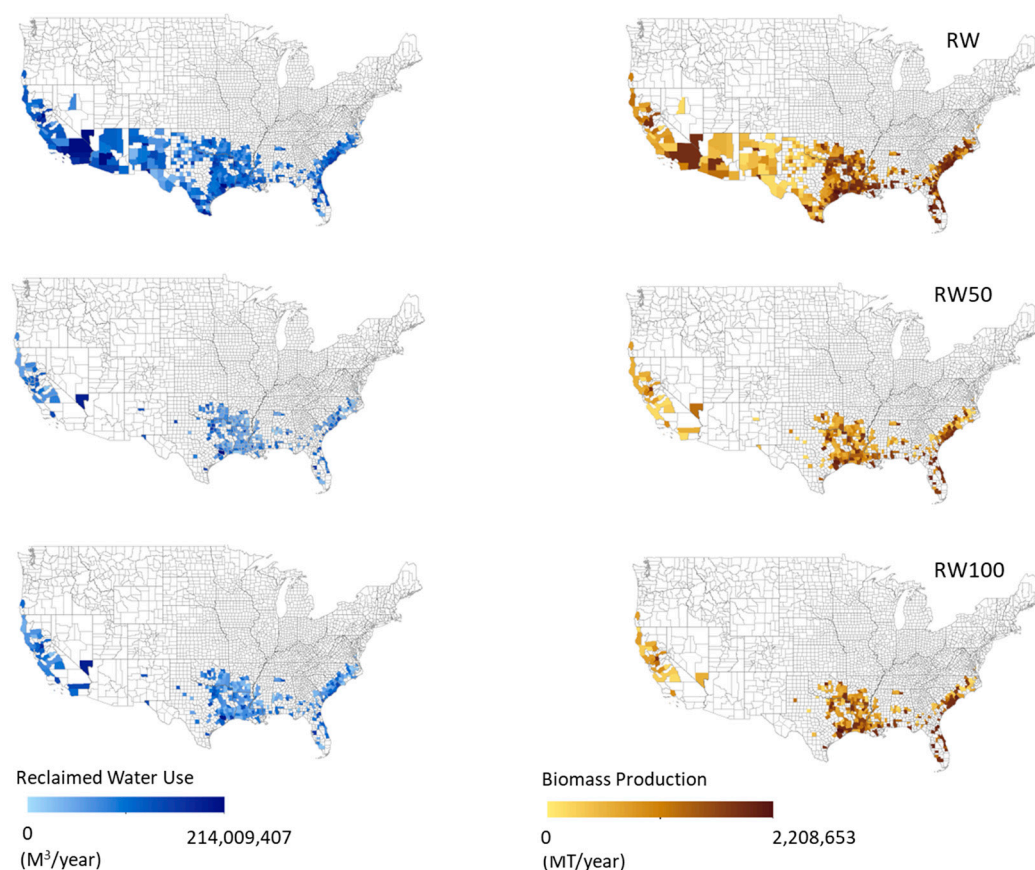 RW
RW50
RW100
Reclaimed Water Use
0
214,009,407
(M³/year)
Biomass Production
0
2,208,653
(MT/year)